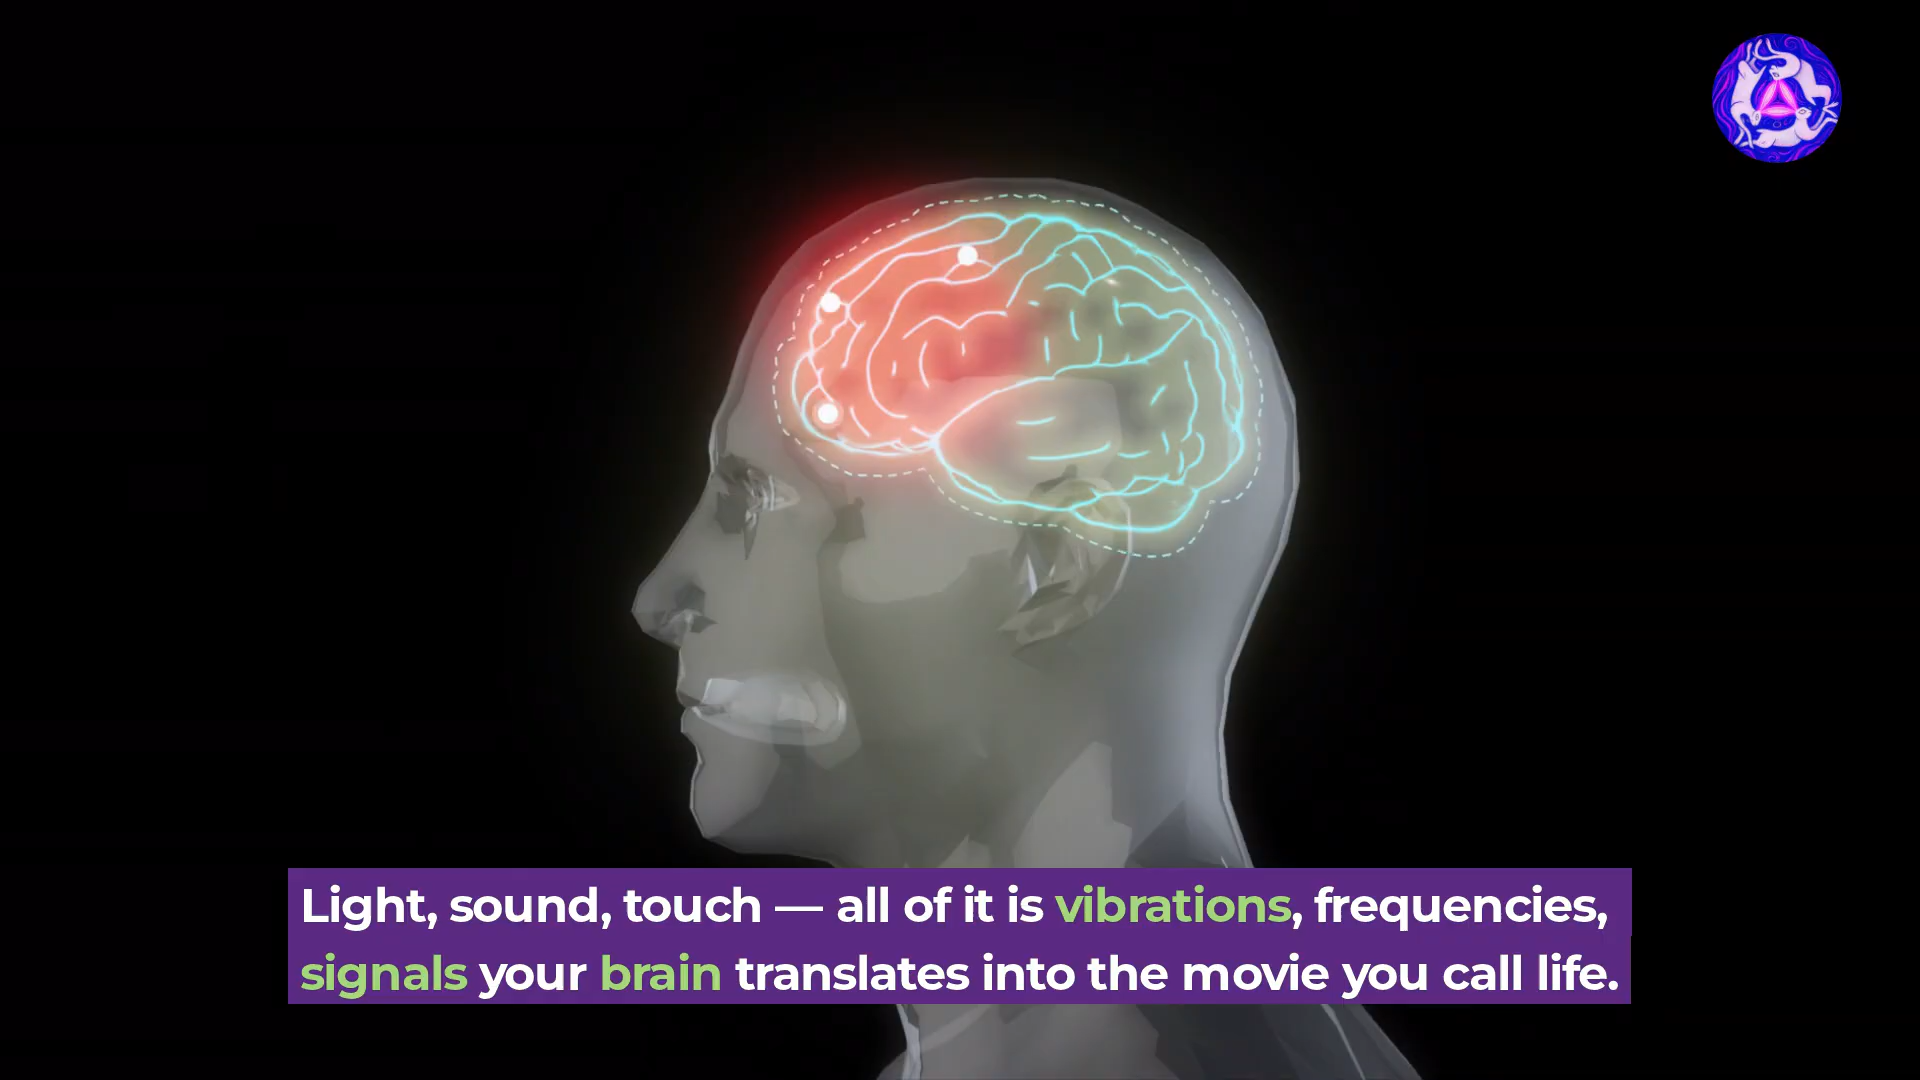 Light, sound, touch — all of it is vibrations, frequencies,
signals your brain translates into the movie you call life.